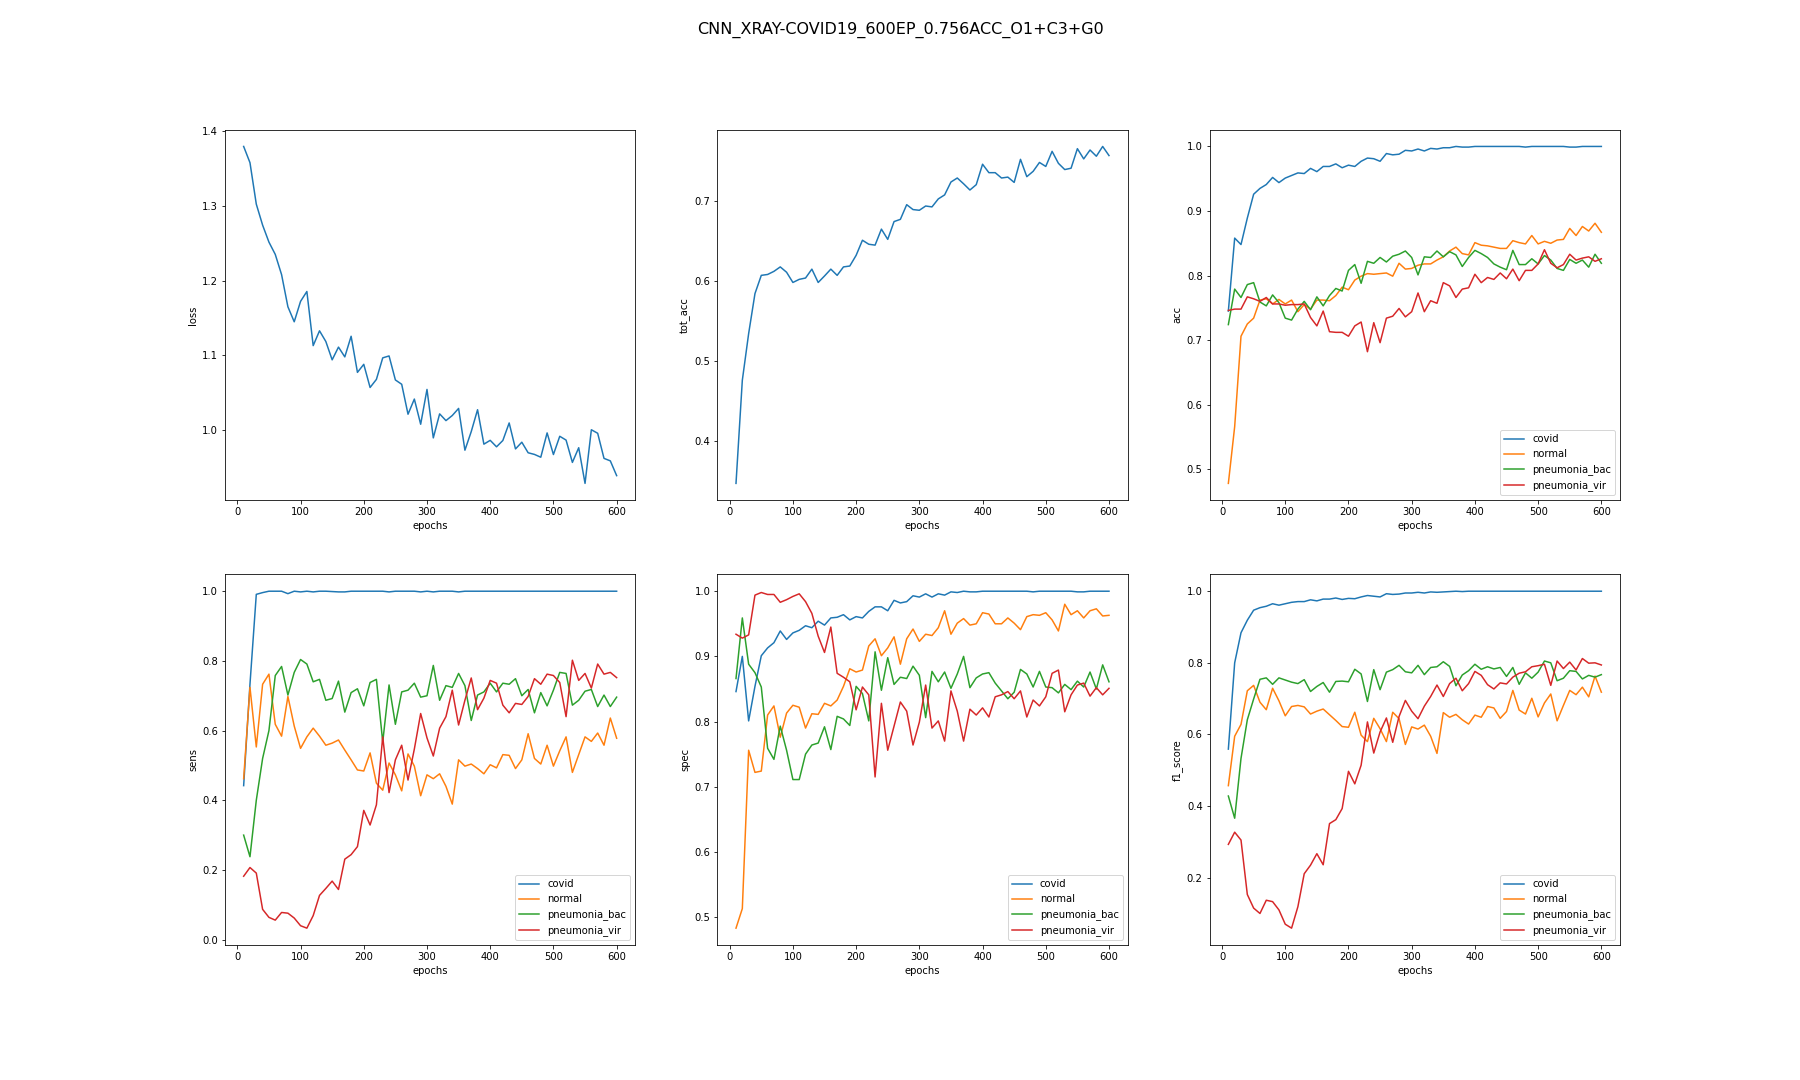 CNN_XRAY-COVID19_600EP_0.756ACC_O1+C3+G0
1.4
1.3
1.2
1.1
1.0
loss
0 100 200 300 400 500 600
epochs
0.7
0.6
0.5
0.4
tot_acc
0 100 200 300 400 500 600
epochs
1.0
0.9
0.8
0.7
0.6
0.5
acc
covid
normal
pneumonia_bac
pneumonia_vir
0 100 200 300 400 500 600
epochs
1.0
0.8
0.6
0.4
0.2
0.0
sens
covid
normal
pneumonia_bac
pneumonia_vir
0 100 200 300 400 500 600
epochs
1.0
0.9
0.8
0.7
0.6
0.5
spec
covid
normal
pneumonia_bac
pneumonia_vir
0 100 200 300 400 500 600
epochs
1.0
0.8
0.6
0.4
0.2
f1_score
covid
normal
pneumonia_bac
pneumonia_vir
0 100 200 300 400 500 600
epochs